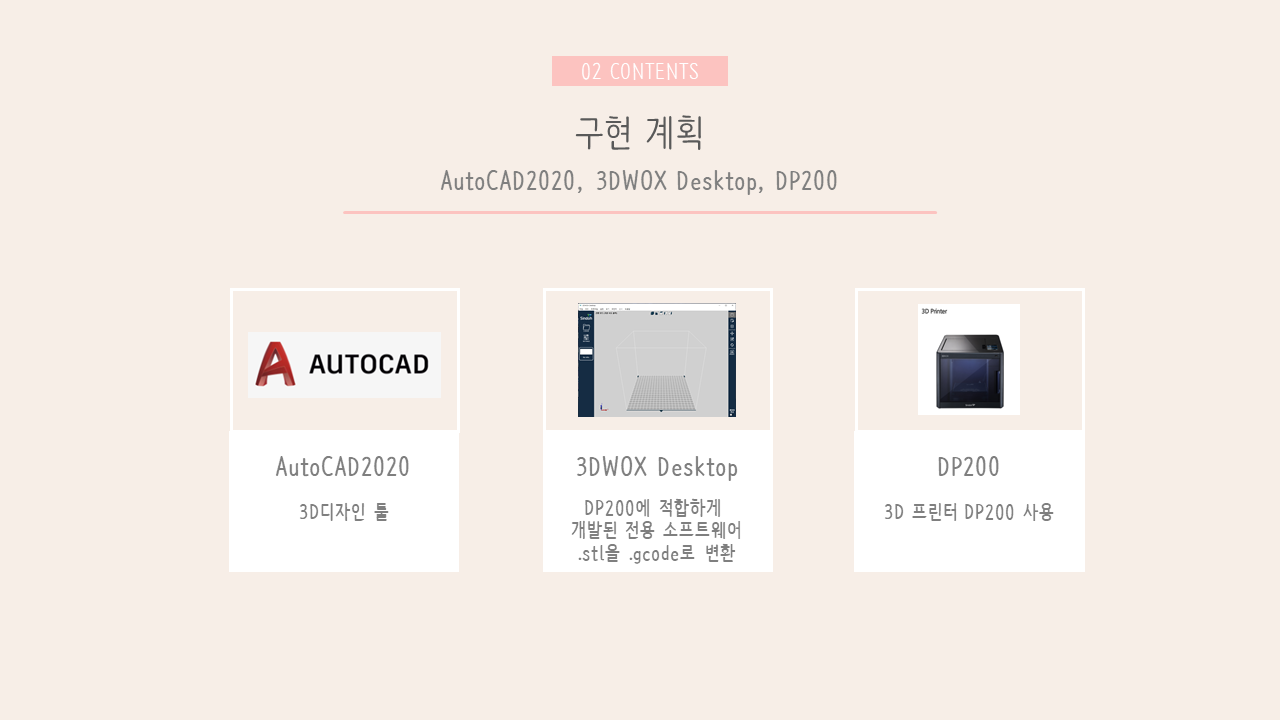 02 CONTENTS
구현 계획
AutoCAD2020, 3DWOX Desktop, DP200
AUTOCAD
3D Printer
AutoCAD2020
3D디자인 툴
3DWOX Desktop
DP200에 적합하게
개발된 전용 소프트웨어
.stl을 .gcode로 변환
DP200
3D 프린터 DP200 사용